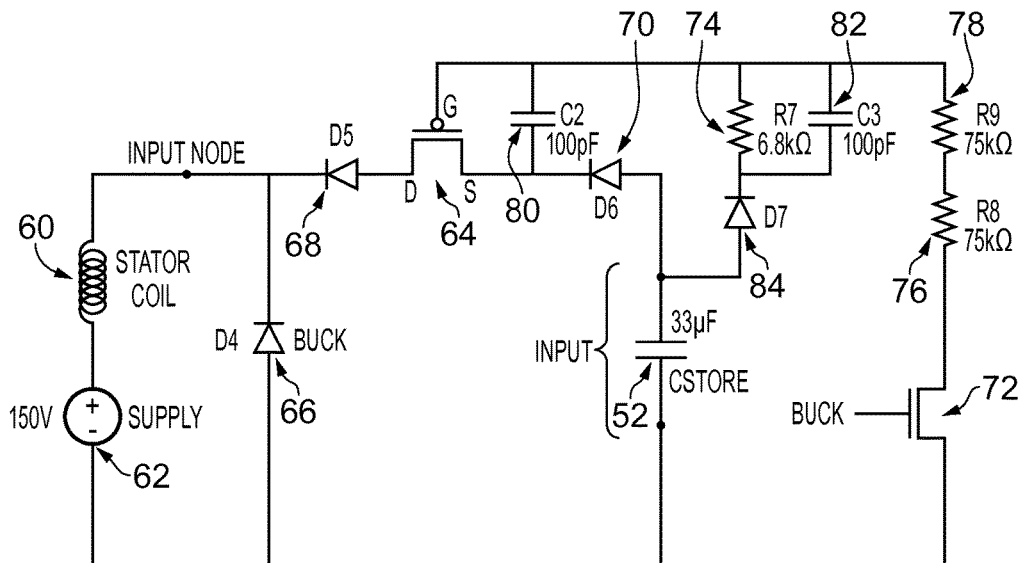 70
74
82
78
G
C2
100pF
R7
6.8kΩ
C3
100pF
R9
75kΩ
INPUT NODE
D5
D
S
68
64
80
D6
D7
R8
75kΩ
60
STATOR
COIL
84
76
D4
BUCK
66
INPUT
33µF
CSTORE
52
72
BUCK
150V
+
-
SUPPLY
62